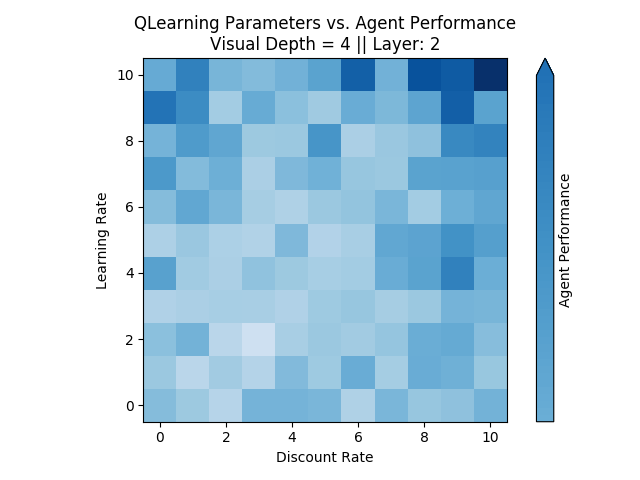 QLearning Parameters vs. Agent Performance
Visual Depth = 4 || Layer: 2
10
8
6
4
2
0
Learning Rate
0 2 4 6 8 10
Discount Rate
Agent Performance